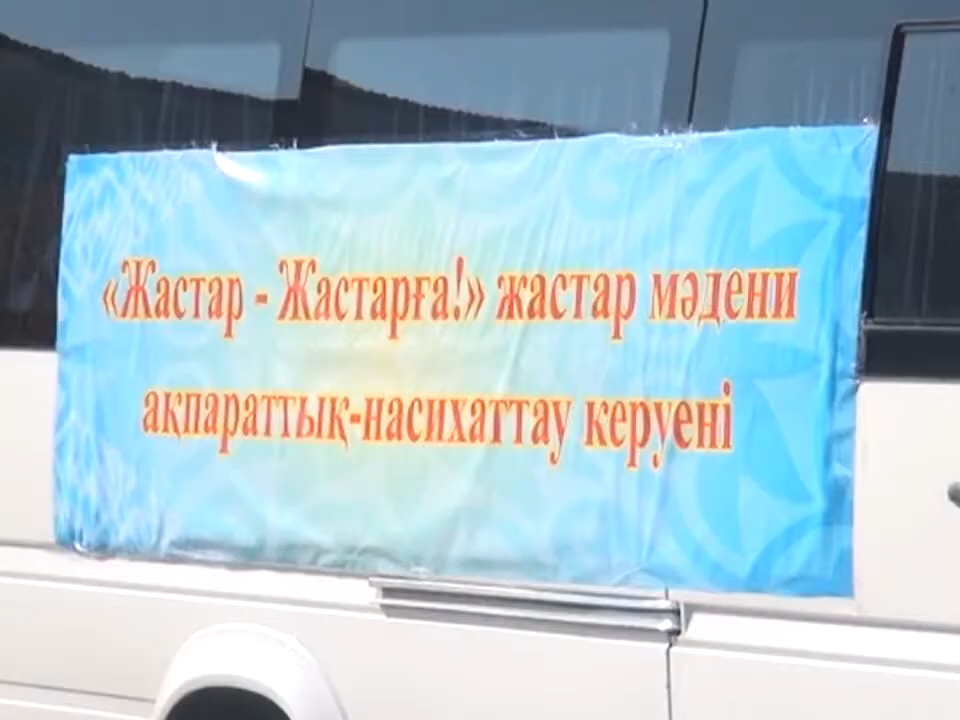 «Жастар - Жастарға!» жастар мәдени
ақпараттық-насихаттау керуені